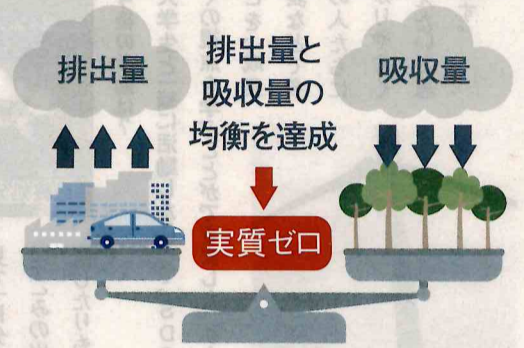 排出量
排出量と
吸収量の
均衡を達成
吸収量
実質ゼロ